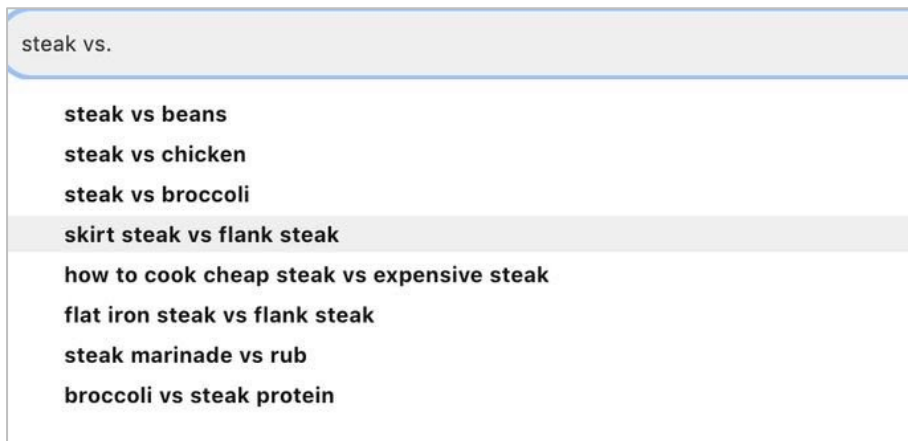 steak vs.
steak vs beans
steak vs chicken
steak vs broccoli
skirt steak vs flank steak
how to cook cheap steak vs expensive steak
flat iron steak vs flank steak
steak marinade vs rub
broccoli vs steak protein